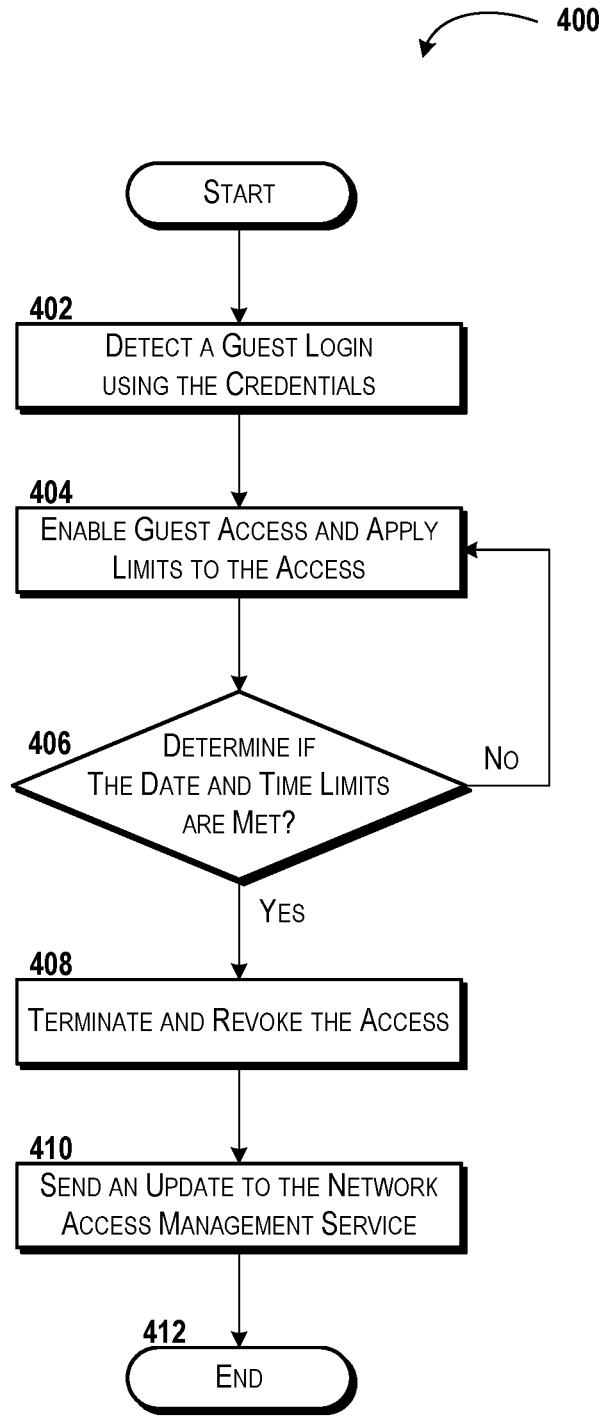 400
START
402
DETECT A GUEST LOGIN
USING THE CREDENTIALS
404
ENABLE GUEST ACCESS AND APPLY
LIMITS TO THE ACCESS
406
DETERMINE IF
THE DATE AND TIME LIMITS
ARE MET?
NO
YES
408
TERMINATE AND REVOKE THE ACCESS
410
SEND AN UPDATE TO THE NETWORK
ACCESS MANAGEMENT SERVICE
412
END